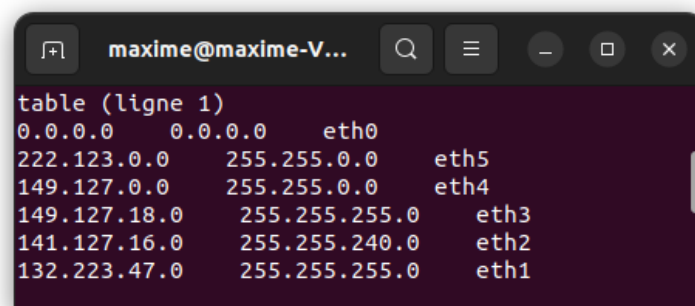 maxime@maxime-V...
table (ligne 1)
0.0.0.0 0.0.0.0 eth0
222.123.0.0 255.255.0.0 eth5
149.127.0.0 255.255.0.0 eth4
149.127.18.0 255.255.255.0 eth3
141.127.16.0 255.255.240.0 eth2
132.223.47.0 255.255.255.0 eth1